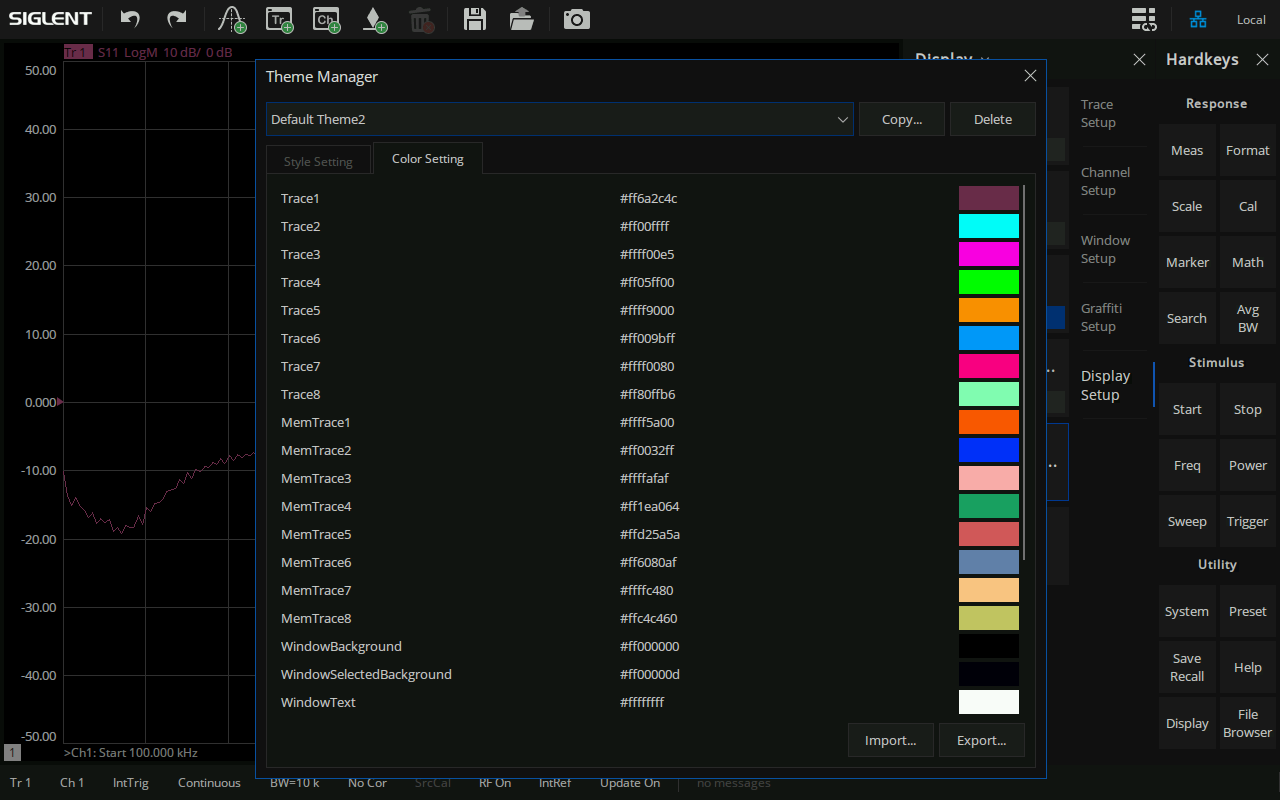 SIGLENT
Tr
Ch
Local
Tr 1 S11 LogM 10 dB/ 0 dB
50.00
40.00
30.00
20.00
10.00
0.000
-10.00
-20.00
-30.00
-40.00
-50.00
1
>Ch1: Start 100.000 kHz
Theme Manager
Default Theme2
Copy...
Delete
Style Setting
Color Setting
Trace1 #ff6a2c4c
Trace2 #ff00ffff
Trace3 #ffff00e5
Trace4 #ff05ff00
Trace5 #ffff9000
Trace6 #ff009bff
Trace7 #ffff0080
Trace8 #ff80ffb6
MemTrace1 #ffff5a00
MemTrace2 #ff0032ff
MemTrace3 #ffffafaf
MemTrace4 #ff1ea064
MemTrace5 #ffd25a5a
MemTrace6 #ff6080af
MemTrace7 #ffffc480
MemTrace8 #ffc4c460
WindowBackground #ff000000
WindowSelectedBackground #ff00000d
WindowText #ffffffff
Import...
Export...
Display
Trace
Setup
Channel
Setup
Window
Setup
Graffiti
Setup
Display
Setup
Hardkeys
Response
Meas
Format
Scale
Cal
Marker
Math
Search
Avg
BW
Stimulus
Start
Stop
Freq
Power
Sweep
Trigger
Utility
System
Preset
Save
Recall
Help
Display
File
Browser
Tr 1 Ch 1 IntTrig Continuous BW=10 k No Cor SrcCal RF On IntRef Update On no messages